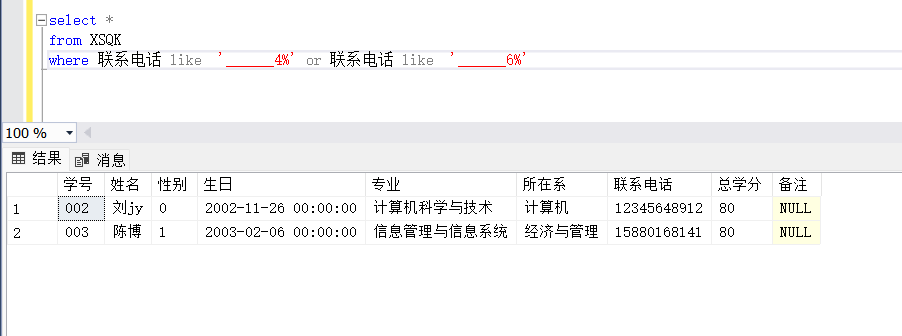 select *
from XSQK
where 联系电话 like '______4%' or 联系电话 like '______6%'
100 %
结果 消息
学号 姓名 性别 生日 专业 所在系 联系电话 总学分 备注
1 002 刘jy 0 2002-11-26 00:00:00 计算机科学与技术 计算机 12345648912 80 NULL
2 003 陈博 1 2003-02-06 00:00:00 信息管理与信息系统 经济与管理 15880168141 80 NULL